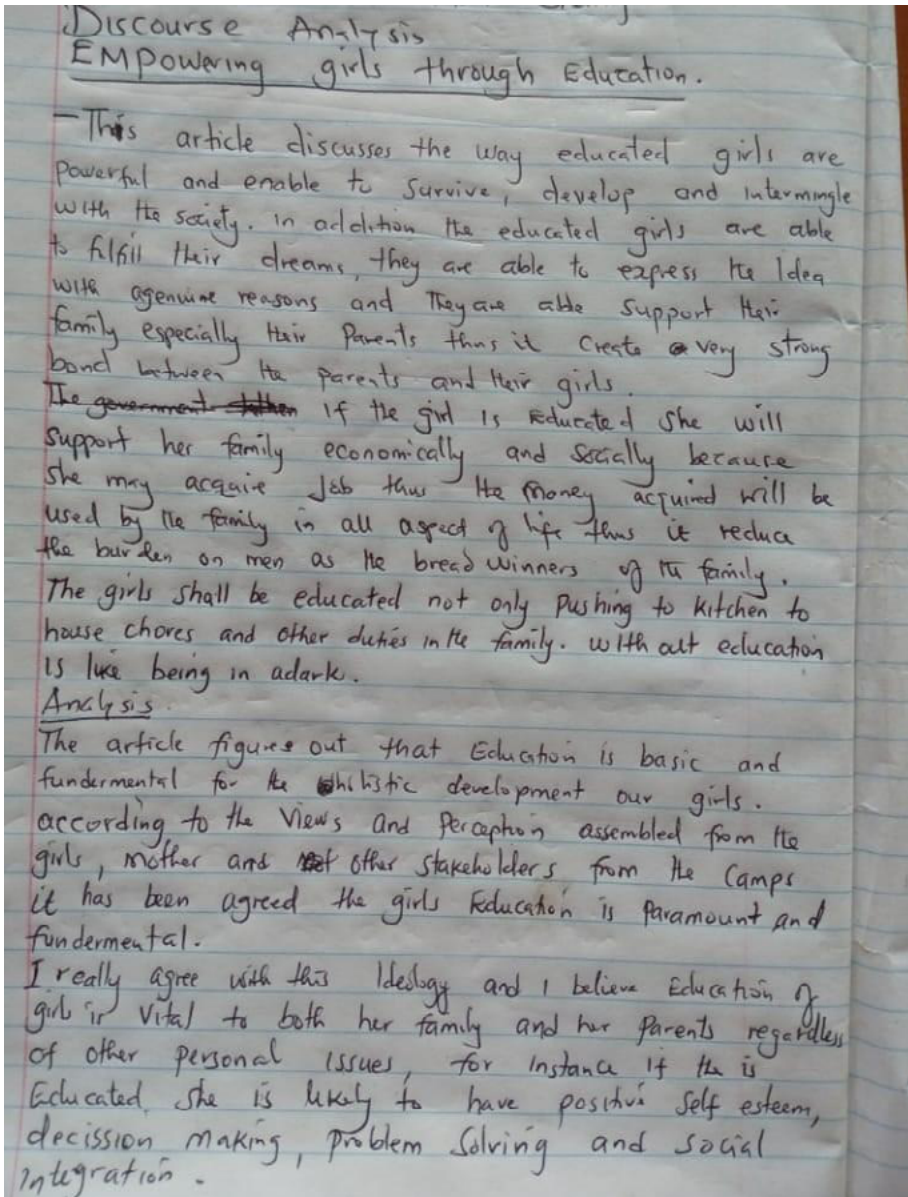 Discourse Analysis
EMPowering girls through Education.
- This article discusses the way educated girls are
powerful and enable to survive, develop and intermingle
with the society. in addition the educated girls are able
to fulfill their dreams, they are able to express the Idea
with agenuine reasons and They are able support their
family especially their Parents thus it create a very strong
bond between the parents and their girls.
The government if the girl is Educated she will
support her family economically and socially because
she may acquire Job thus the money acquired will be
used by the family in all aspect of life thus it reduce
the burden on men as the bread winners of the family.
The girls shall be educated not only pushing to kitchen to
house chores and other duties in the family. with out education
is like being in adark.
Analysis
The article figures out that Education is basic and
fundermental for the development our girls.
according to the Views and Perception assembled from the
girls, mother and other stakeholders from the Camps
it has been agreed the girls Education is Paramount and
fundermental.
I really agree with this Ideology and I believe Education of
girl is vital to both her family and her Parents regardless
of other personal issues, for instance if the is
Educated she is likely to have positive self esteem,
decission making, problem solving and social
integration.